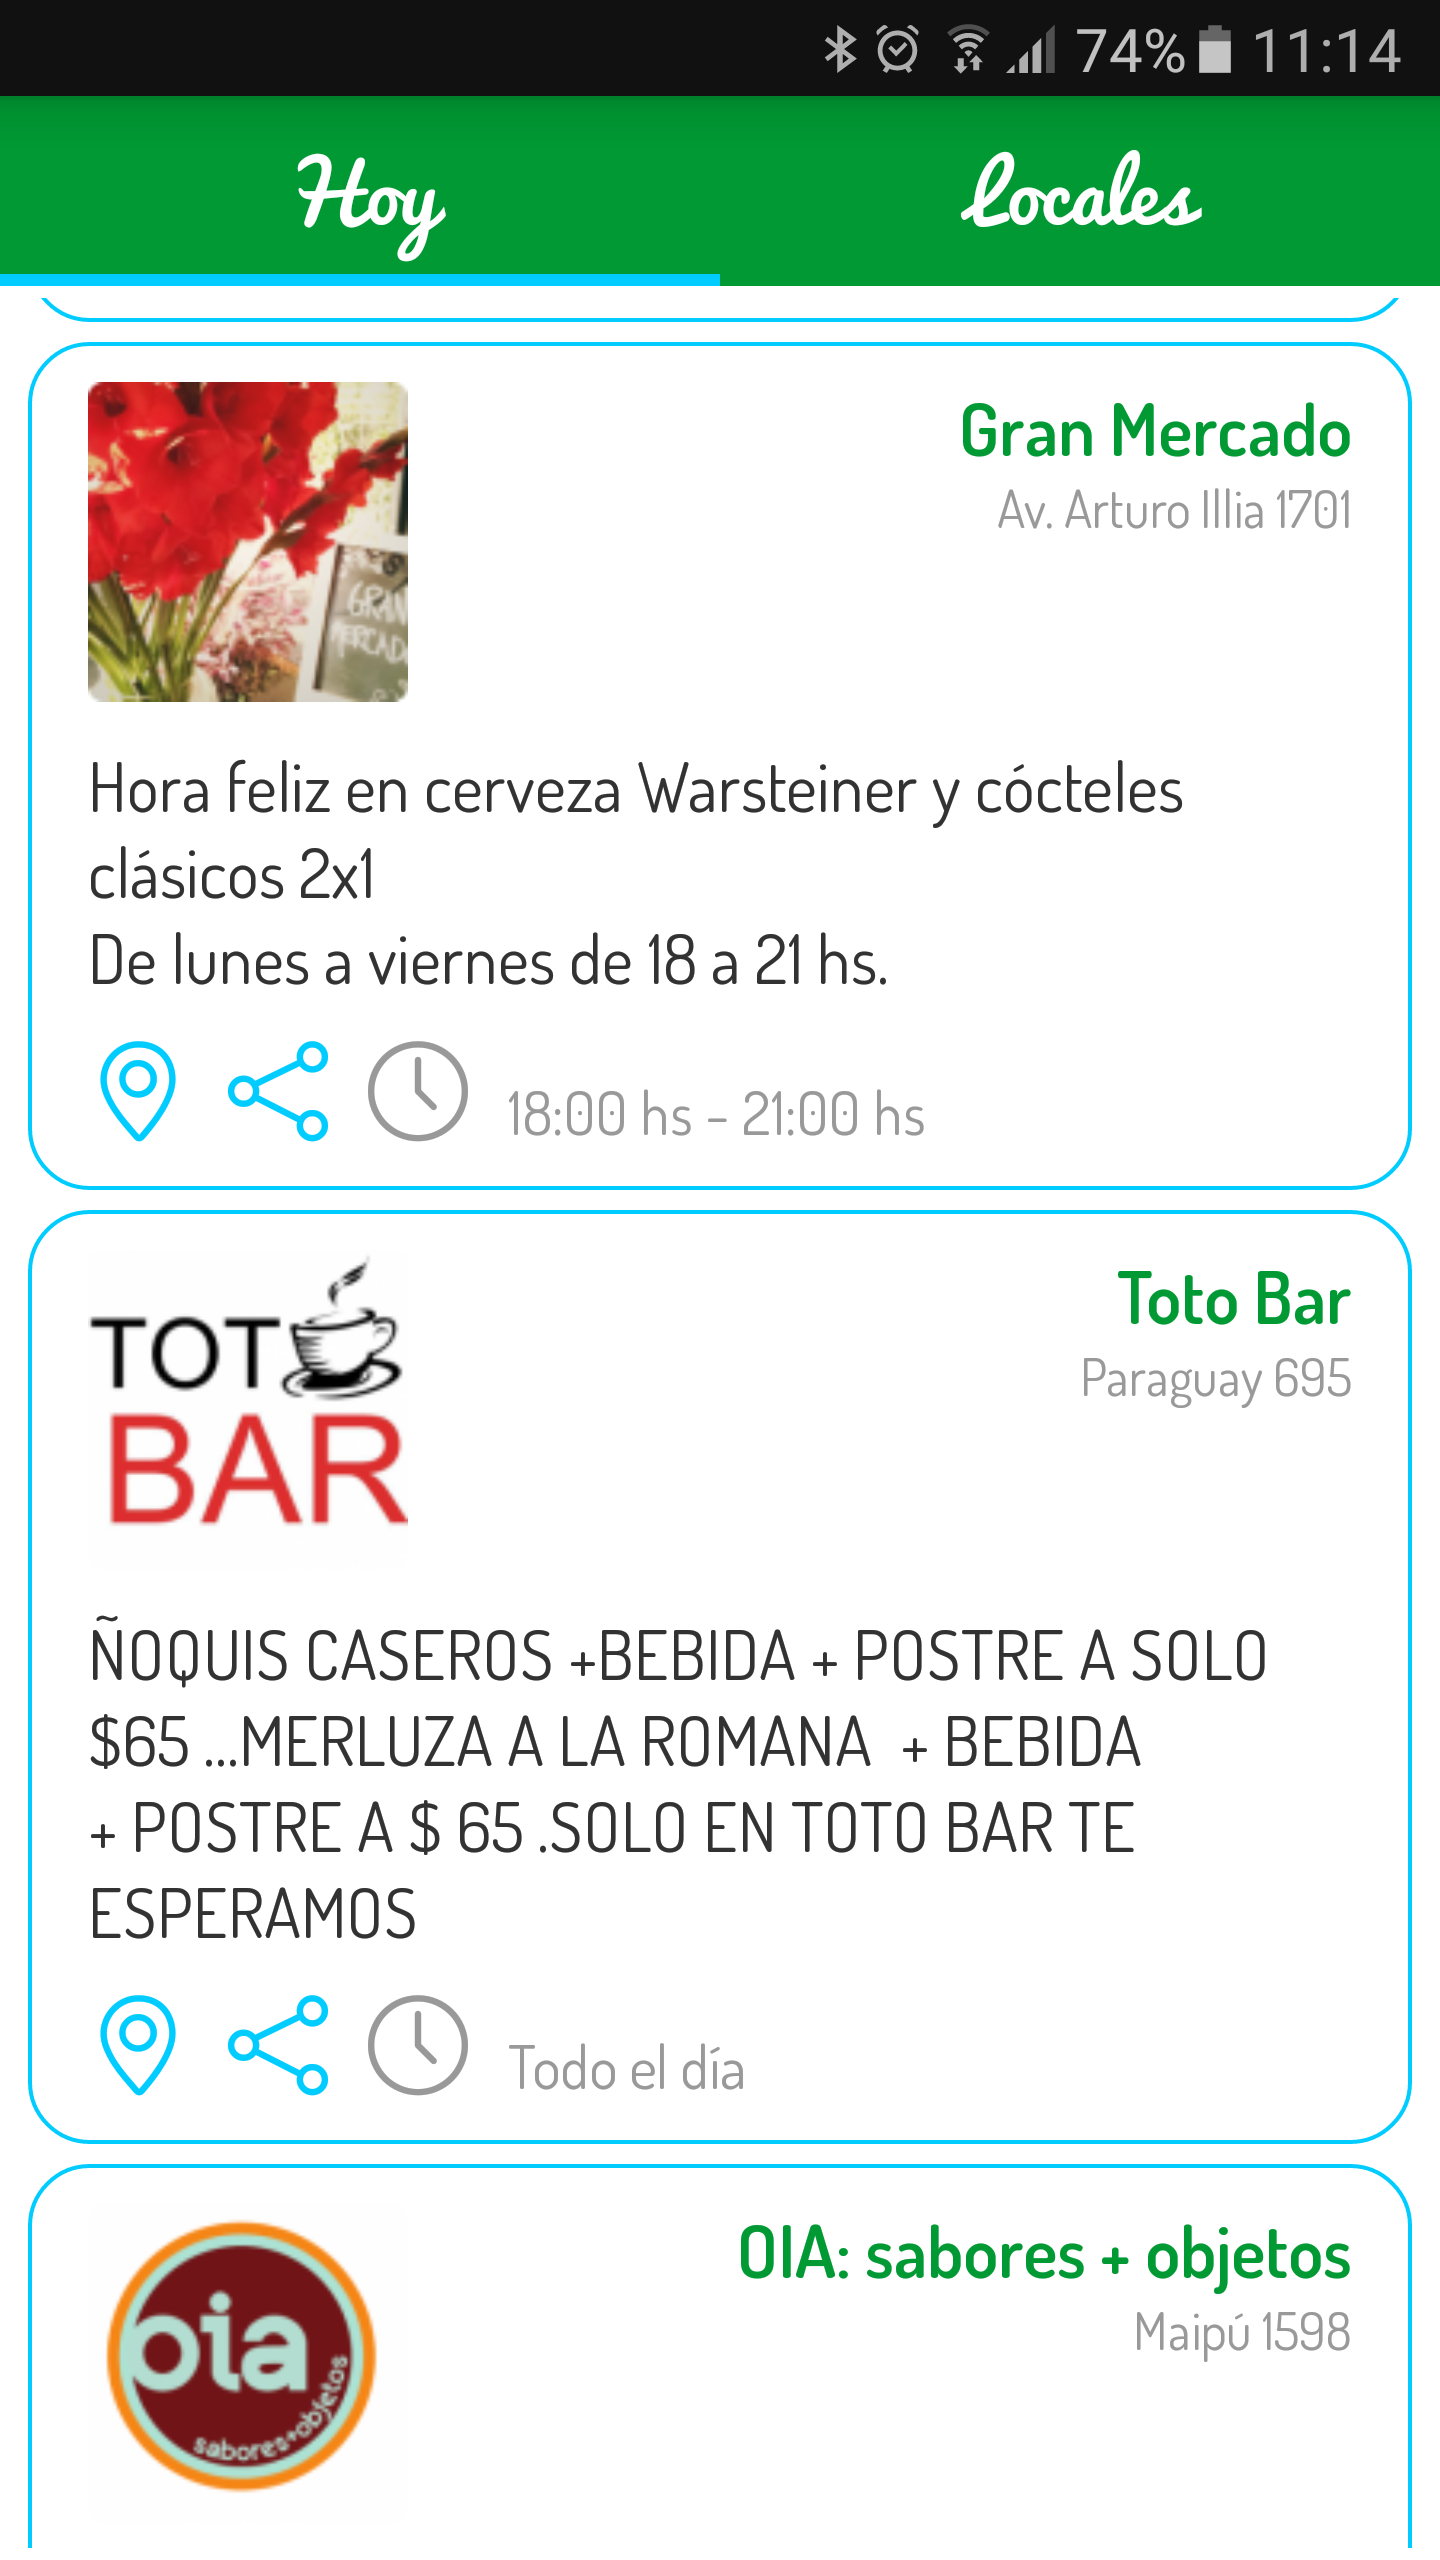 74% 11:14
Hoy
Locales
Gran Mercado
Av. Arturo Illia 1701
GRAN
MERCADO
Hora feliz en cerveza Warsteiner y cócteles
clásicos 2x1
De lunes a viernes de 18 a 21 hs.
18:00 hs - 21:00 hs
TOT
BAR
Toto Bar
Paraguay 695
ÑOQUIS CASEROS +BEBIDA + POSTRE A SOLO
$65 ...MERLUZA A LA ROMANA  + BEBIDA
+ POSTRE A $ 65 .SOLO EN TOTO BAR TE
ESPERAMOS
Todo el día
oia
sabores+objetos
OIA: sabores + objetos
Maipú 1598